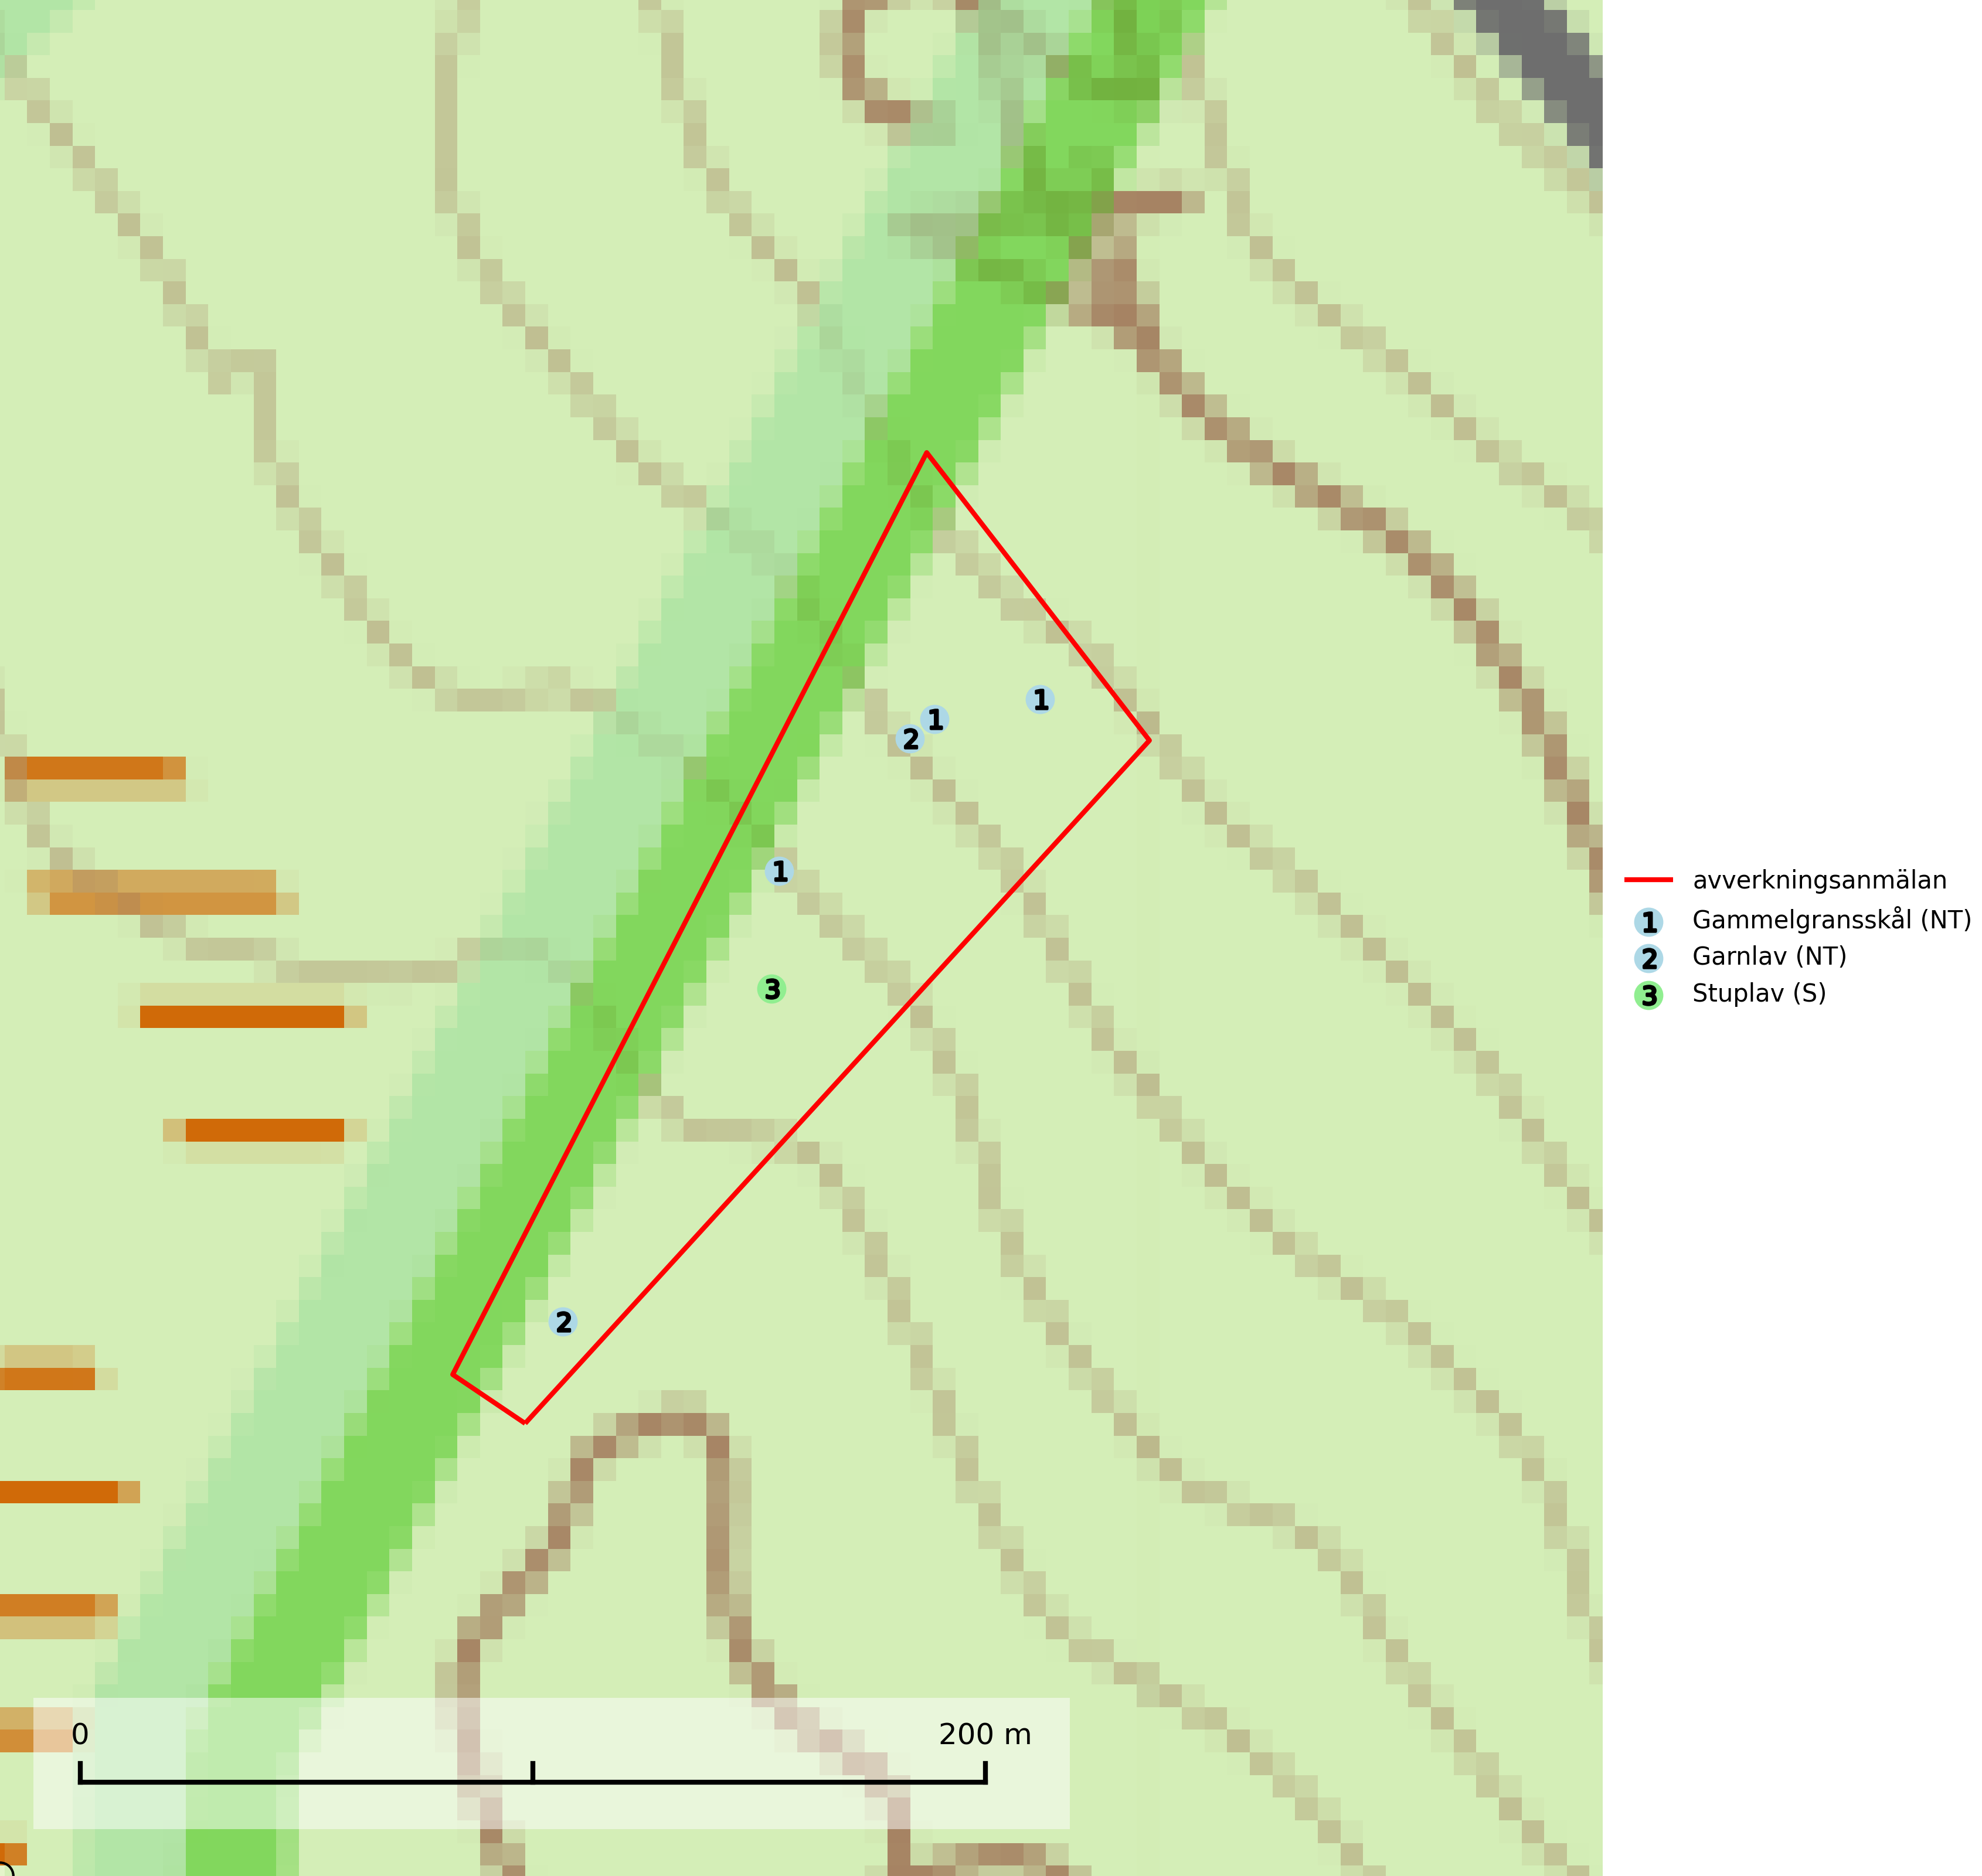 1
1
2
1
3
2
avverkningsanmälan
1 Gammelgransskål (NT)
2 Garnlav (NT)
3 Stuplav (S)
0 200 m